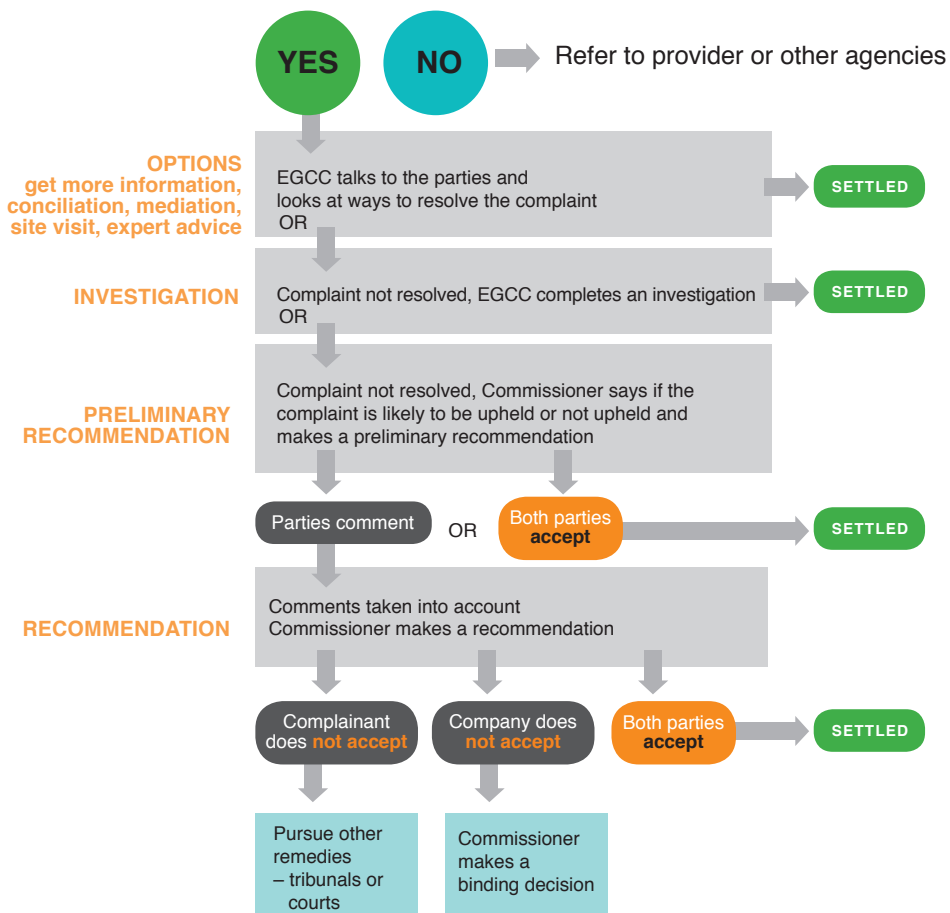 YES
NO
Refer to provider or other agencies
OPTIONS
get more information,
conciliation, mediation,
site visit, expert advice
EGCC talks to the parties and
looks at ways to resolve the complaint
OR
SETTLED
INVESTIGATION
Complaint not resolved, EGCC completes an investigation
OR
SETTLED
PRELIMINARY
RECOMMENDATION
Complaint not resolved, Commissioner says if the
complaint is likely to be upheld or not upheld and
makes a preliminary recommendation
Parties comment
OR
Both parties
accept
SETTLED
RECOMMENDATION
Comments taken into account
Commissioner makes a recommendation
Complainant
does not accept
Company does
not accept
Both parties
accept
SETTLED
Pursue other
remedies
– tribunals or
courts
Commissioner
makes a
binding decision